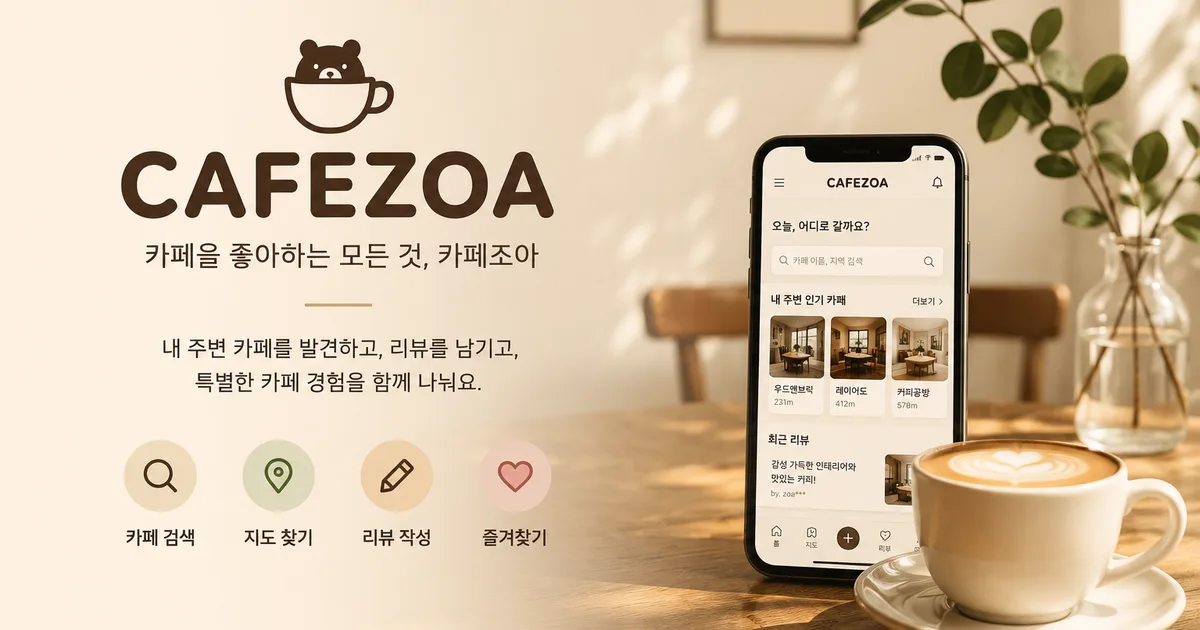 CAFEZOA
카페을 좋아하는 모든 것, 카페조아
내 주변 카페를 발견하고, 리뷰를 남기고,
특별한 카페 경험을 함께 나눠요.
카페 검색
지도 찾기
리뷰 작성
즐겨찾기
CAFEZOA
오늘, 어디로 갈까요?
카페 이름, 지역 검색
내 주변 인기 카페
더보기
우드앤브릭
231m
레이어도
412m
커피공방
578m
최근 리뷰
감성 가득한 인테리어와
맛있는 커피!
by. zoa***
홈
지도